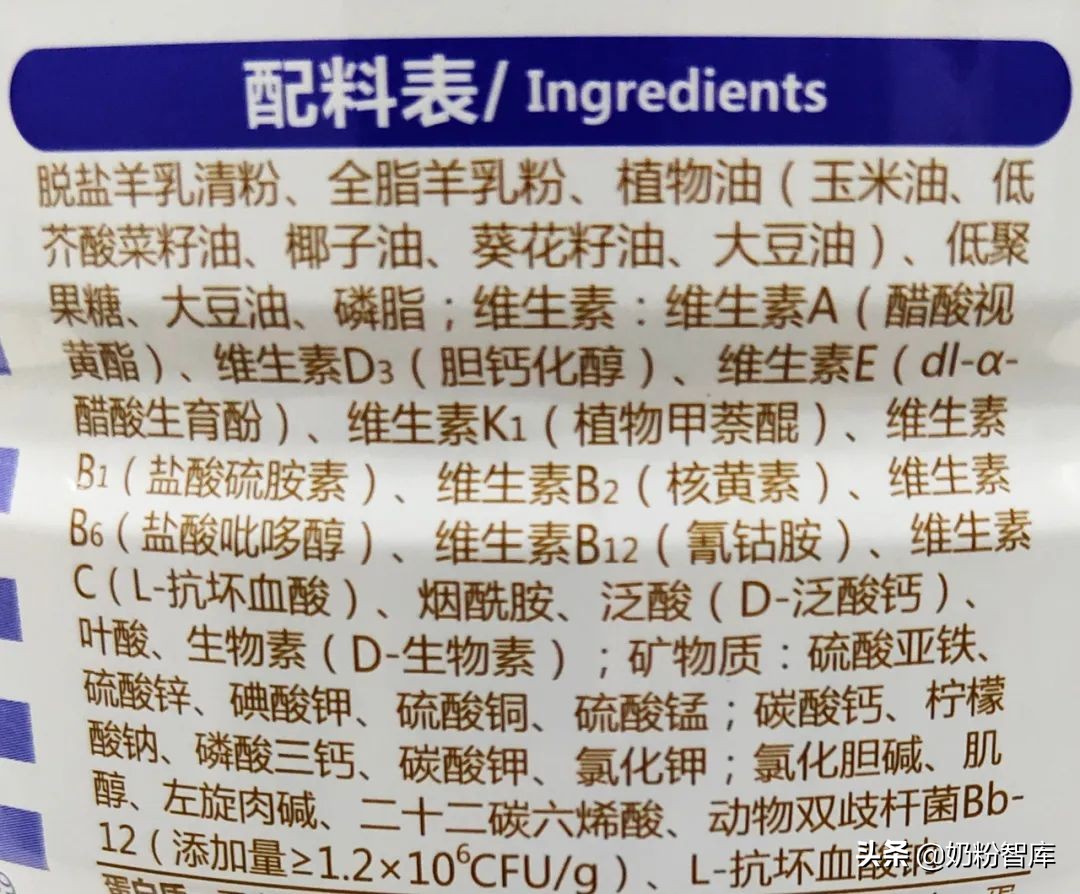 配料表/ Ingredients
脱盐羊乳清粉、全脂羊乳粉、植物油（玉米油、低
芥酸菜籽油、椰子油、葵花籽油、大豆油）、低聚
果糖、大豆油、磷脂；维生素：维生素A（醋酸视
黄酯）、维生素D3（胆钙化醇）、维生素E（dl-α-
醋酸生育酚）、维生素K1（植物甲萘醌）、维生素
B1（盐酸硫胺素）、维生素B2（核黄素）、维生素
B6（盐酸吡哆醇）、维生素B12（氰钴胺）、维生素
C（L-抗坏血酸）、烟酰胺、泛酸（D-泛酸钙）、
叶酸、生物素（D-生物素）；矿物质：硫酸亚铁、
硫酸锌、碘酸钾、硫酸铜、硫酸锰；碳酸钙、柠檬
酸钠、磷酸三钙、碳酸钾、氯化钾；氯化胆碱、肌
醇、左旋肉碱、二十二碳六烯酸、动物双歧杆菌Bb-
12（添加量≥1.2×10⁶CFU/g）、L-抗坏血酸钠
头条 @奶粉智库
蛋白质